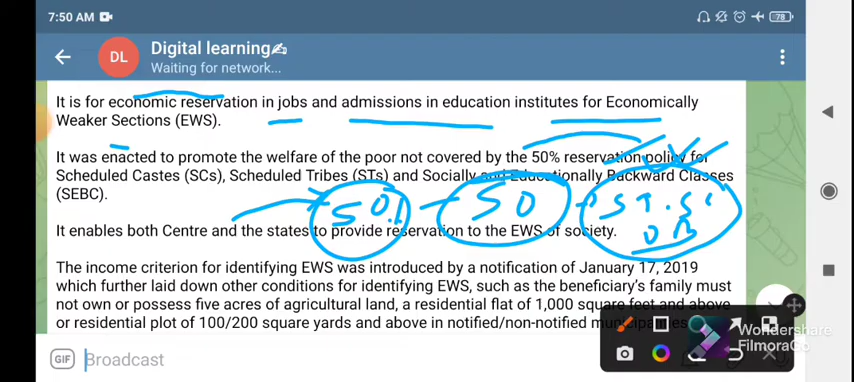 7:50 AM
78
DL
Digital learning✍
Waiting for network...
It is for economic reservation in jobs and admissions in education institutes for Economically
Weaker Sections (EWS).
It was enacted to promote the welfare of the poor not covered by the 50% reservation policy for
Scheduled Castes (SCs), Scheduled Tribes (STs) and Socially and Educationally Backward Classes
(SEBC).
50% - 50
ST. SC
OB
It enables both Centre and the states to provide reservation to the EWS of society.
The income criterion for identifying EWS was introduced by a notification of January 17, 2019
which further laid down other conditions for identifying EWS, such as the beneficiary's family must
not own or possess five acres of agricultural land, a residential flat of 1,000 square feet and above
or residential plot of 100/200 square yards and above in notified/non-notified municipalities
Wondershare
FilmoraGo
GIF
Broadcast